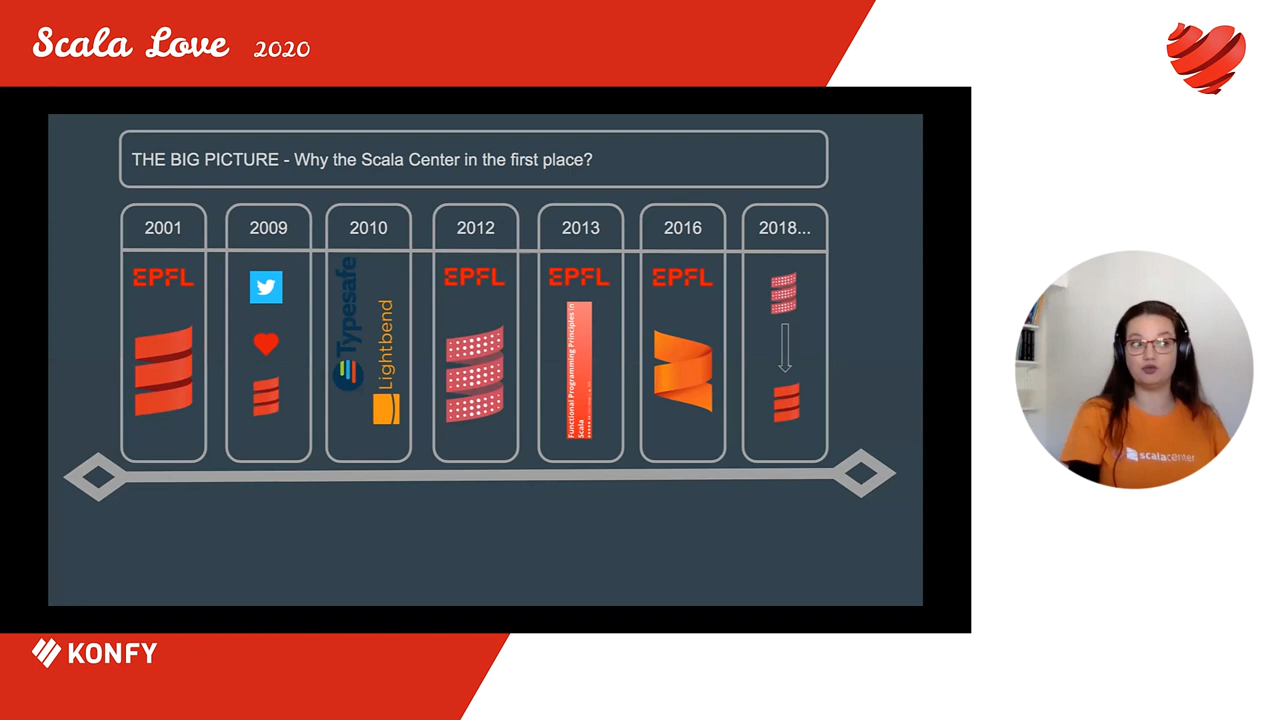 Scala Love 2020
THE BIG PICTURE - Why the Scala Center in the first place?
2001
2009
2010
2012
2013
2016
2018...
EPFL
Typesafe
Lightbend
EPFL
EPFL
Functional Programming Principles in
Scala
EPFL
scalacenter
KONFY